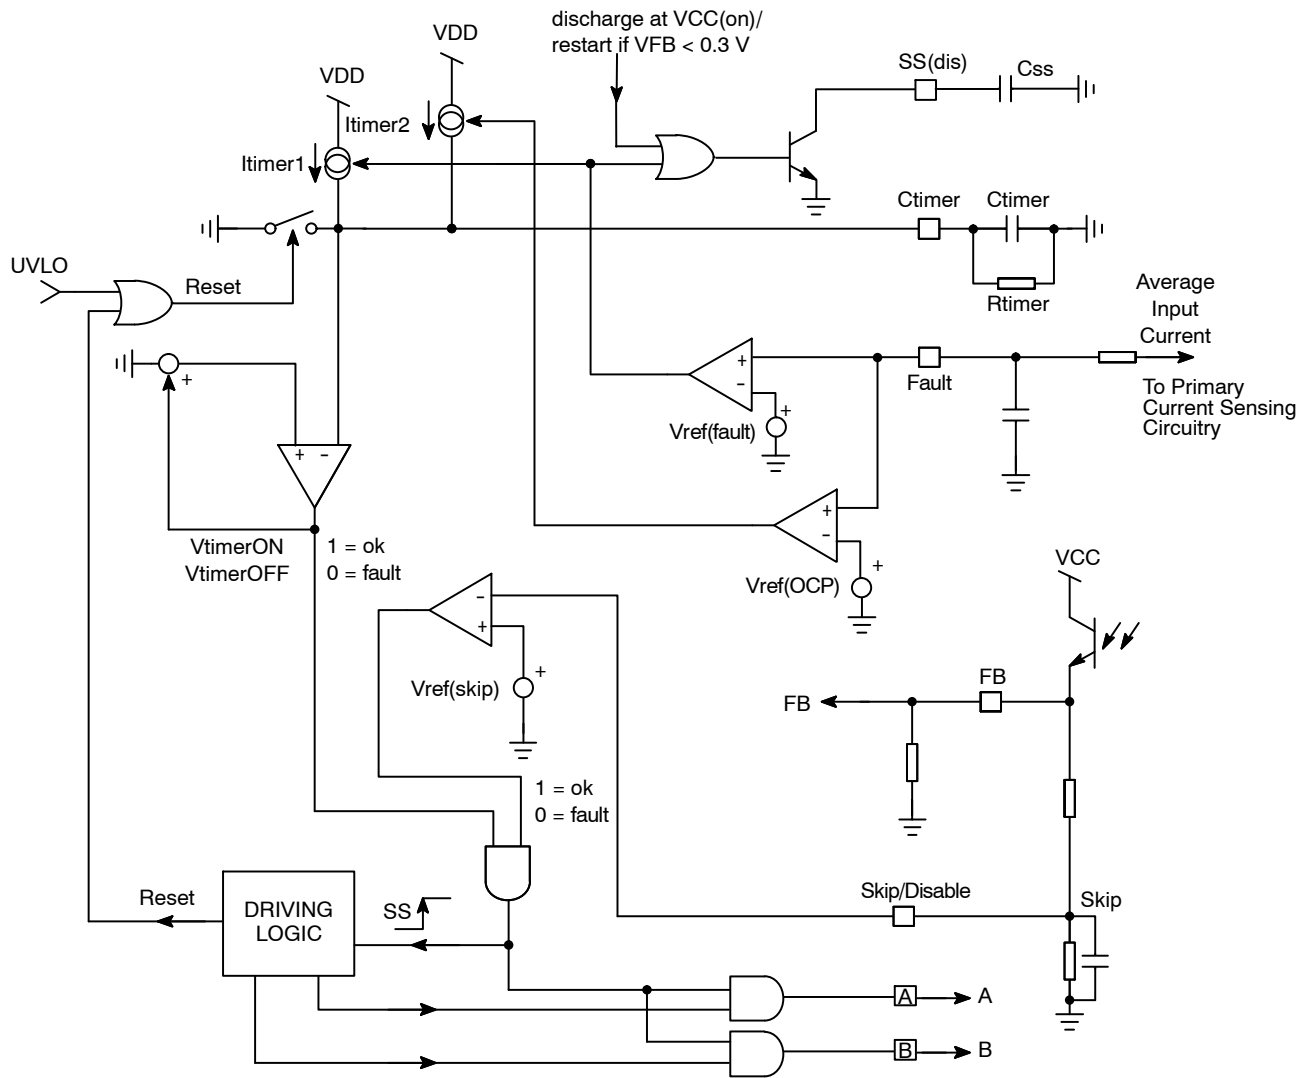 discharge at VCC(on)/
restart if VFB < 0.3 V
VDD
VDD
SS(dis)
Css
Itimer2
Itimer1
Ctimer
Ctimer
Rtimer
UVLO
Reset
Average
Input
Current
+
+
−
Fault
+
Vref(fault)
To Primary
Current Sensing
Circuitry
+ −
+
−
VtimerON
VtimerOFF
1 = ok
0 = fault
+
Vref(OCP)
VCC
−
+
+
Vref(skip)
FB
FB
1 = ok
0 = fault
Reset
DRIVING
LOGIC
SS
Skip/Disable
Skip
A
A
B
B